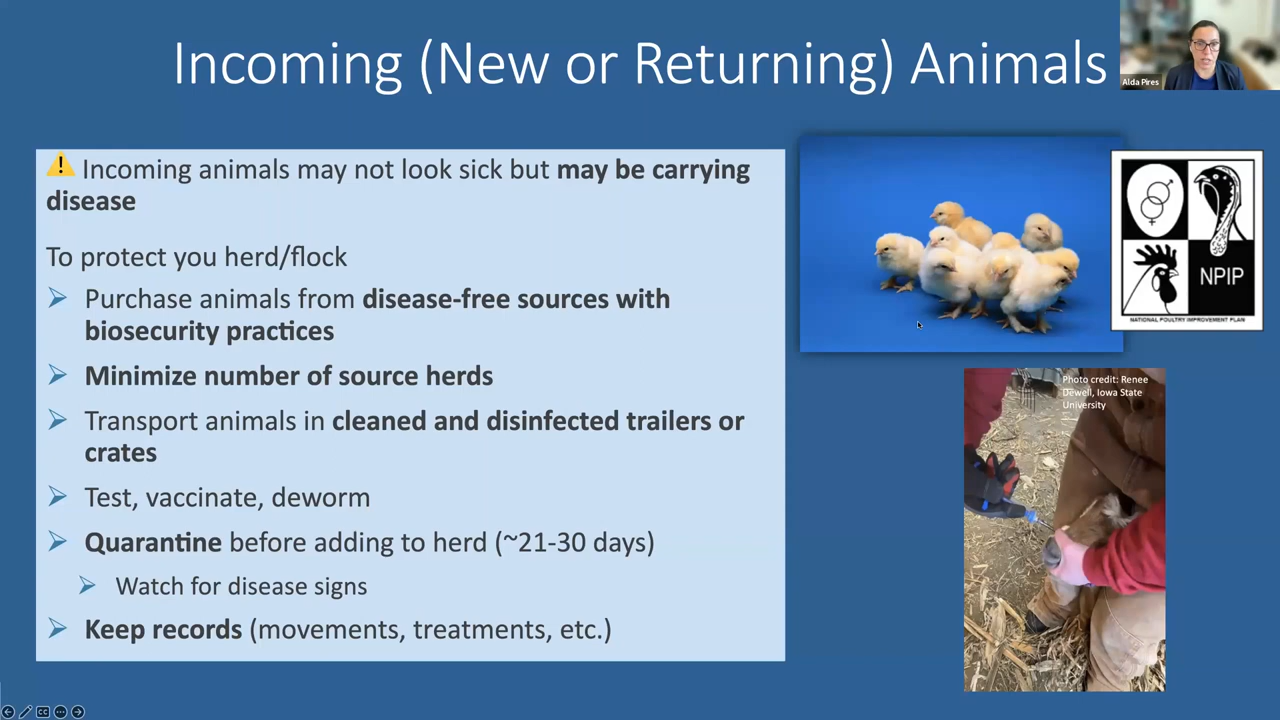 Incoming (New or Returning) Animals
Alda Pires
Incoming animals may not look sick but may be carrying
disease
To protect you herd/flock
Purchase animals from disease-free sources with
biosecurity practices
Minimize number of source herds
Transport animals in cleaned and disinfected trailers or
crates
Test, vaccinate, deworm
Quarantine before adding to herd (~21-30 days)
Watch for disease signs
Keep records (movements, treatments, etc.)
NPIP
NATIONAL POULTRY IMPROVEMENT PLAN
Photo credit: Renee
Dewell, Iowa State
University
CC